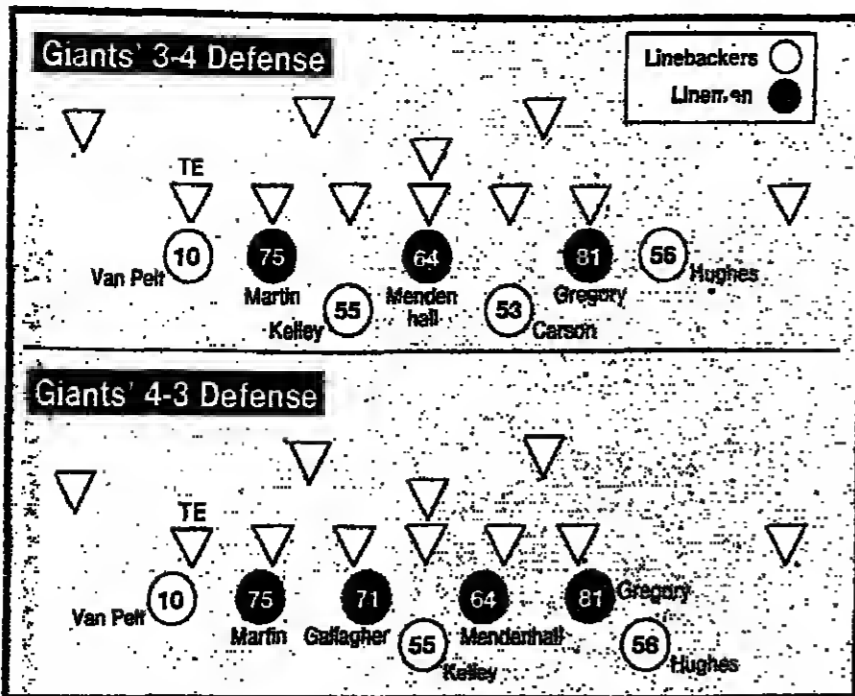 Giants' 3-4 Defense
Linebackers
Linemen
TE
10
75
64
81
56
Van Pelt
Martin
Menden
hall
Gregory
Hughes
55
53
Kelley
Carson
Giants' 4-3 Defense
TE
10
75
71
64
81
Gregory
Van Pelt
Martin
Gallagher
Mendenhall
55
56
Kelley
Hughes